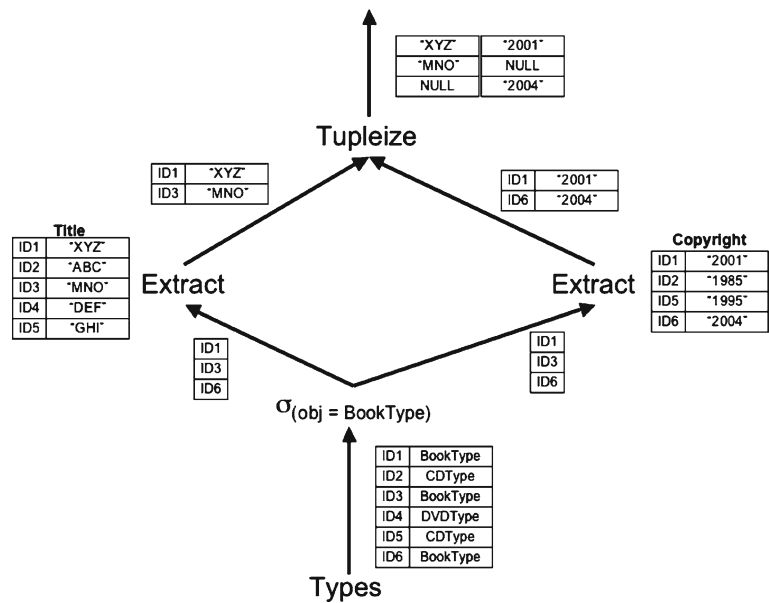 "XYZ" "2001"
"MNO" NULL
NULL "2004"
Tupleize
ID1 "XYZ"
ID3 "MNO"
ID1 "2001"
ID6 "2004"
Title
ID1 "XYZ"
ID2 "ABC"
ID3 "MNO"
ID4 "DEF"
ID5 "GHI"
Extract
Extract
Copyright
ID1 "2001"
ID2 "1985"
ID5 "1995"
ID6 "2004"
ID1
ID3
ID6
ID1
ID3
ID6
σ(obj = BookType)
ID1 BookType
ID2 CDType
ID3 BookType
ID4 DVDType
ID5 CDType
ID6 BookType
Types